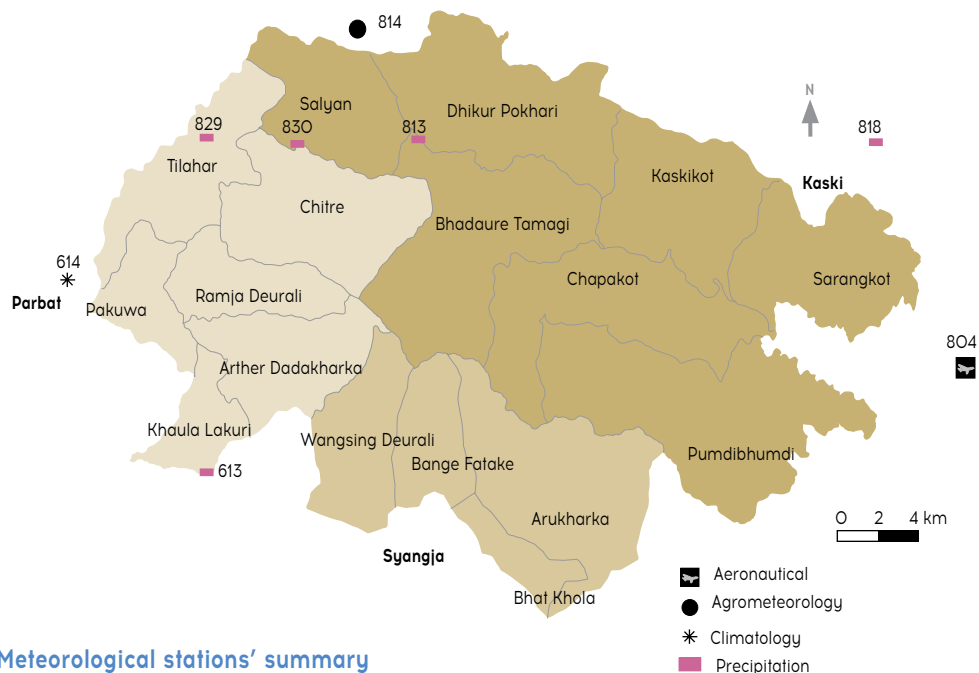 814
Salyan
Dhikur Pokhari
829
830
813
818
N
Tilahar
Kaskikot
Kaski
Chitre
Bhadaure Tamagi
614
Chapakot
Sarangkot
Parbat
Pakuwa
Ramja Deurali
804
Arther Dadakharka
Khaula Lakuri
Wangsing Deurali
Pumdibhumdi
Bange Fatake
613
Arukharka
0 2 4 km
Syangja
Aeronautical
Bhat Khola
Agrometeorology
Climatology
Meteorological stations' summary
Precipitation